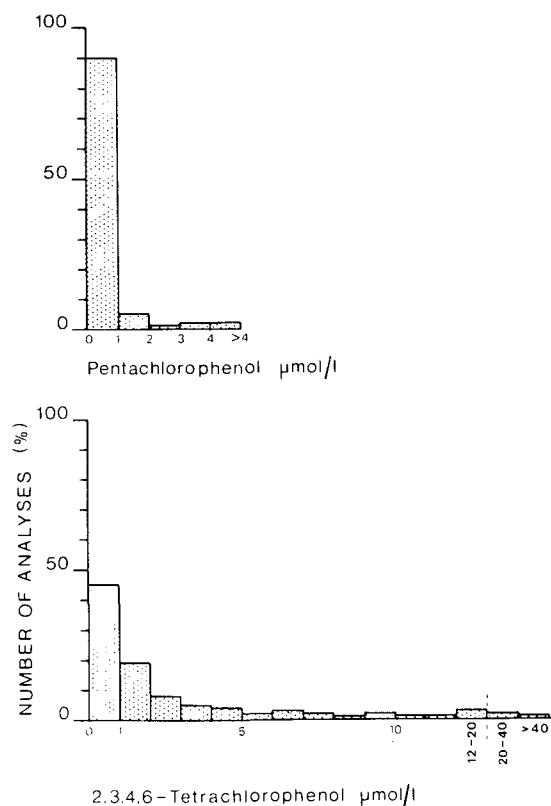 100
50
0
0 1 2 3 4 >4
Pentachlorophenol µmol/l
NUMBER OF ANALYSES (%)
100
50
0
0 1 5 10 12-20 20-40 >40
2.3.4,6-Tetrachlorophenol µmol/l